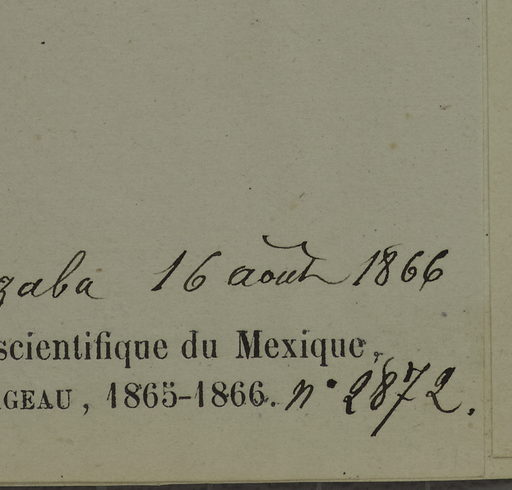 zaba 16 août 1866
scientifique du Mexique,
GEAU, 1865-1866. n° 2872.